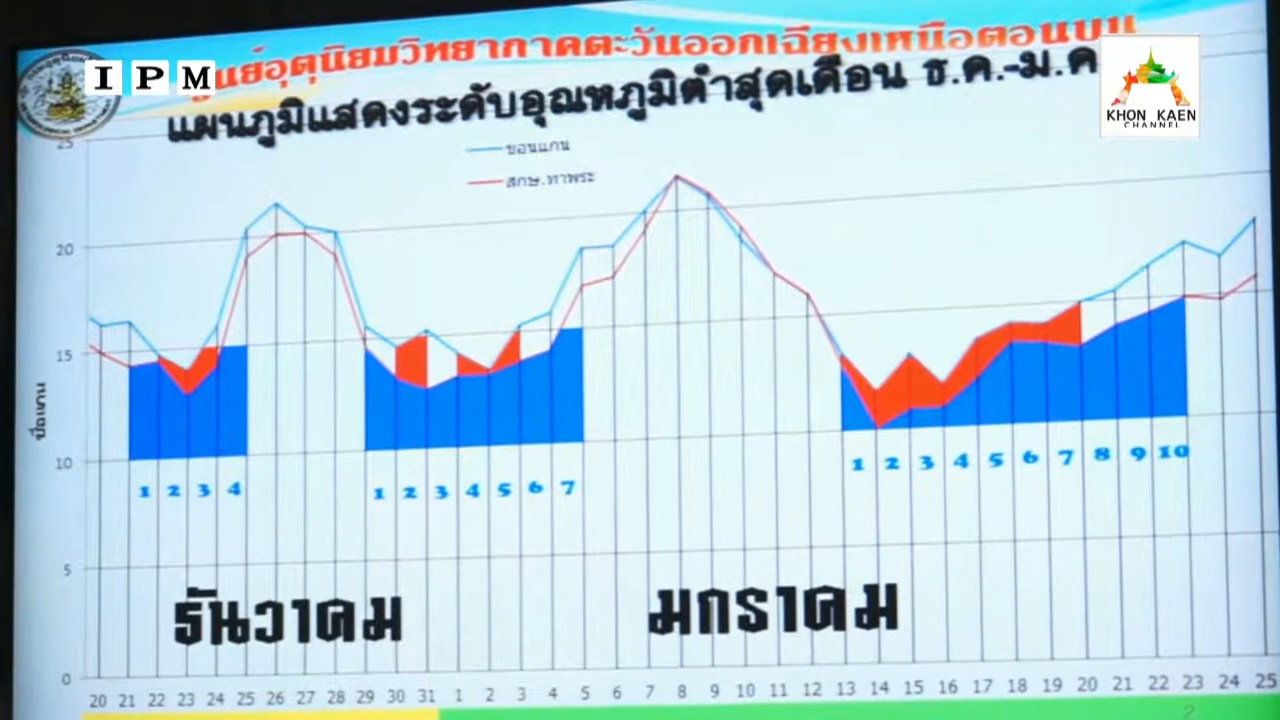 ศูนย์อุตุนิยมวิทยาภาคตะวันออกเฉียงเหนือตอนบน
IPM
แผนภูมิแสดงระดับอุณหภูมิต่ำสุดเดือน ธ.ค.-ม.ค
KHON KAEN
CHANNEL
ขอนแก่น
สกษ.ท่าพระ
25
20
15
10
5
0
1 2 3 4
1 2 3 4 5 6 7
1 2 3 4 5 6 7 8 9 10
ธันวาคม
มกราคม
20 21 22 23 24 25 26 27 28 29 30 31 1 2 3 4 5 6 7 8 9 10 11 12 13 14 15 16 17 18 19 20 21 22 23 24 25
2